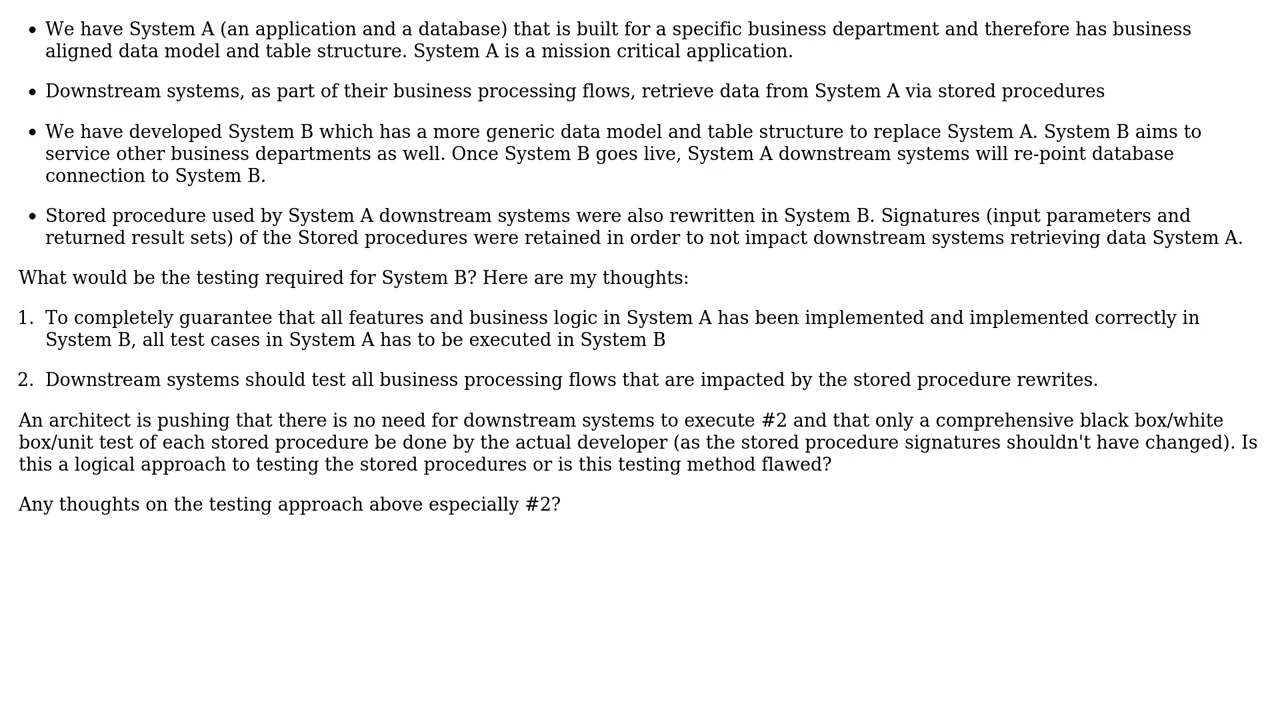 • We have System A (an application and a database) that is built for a specific business department and therefore has business
aligned data model and table structure. System A is a mission critical application.
• Downstream systems, as part of their business processing flows, retrieve data from System A via stored procedures
• We have developed System B which has a more generic data model and table structure to replace System A. System B aims to
service other business departments as well. Once System B goes live, System A downstream systems will re-point database
connection to System B.
• Stored procedure used by System A downstream systems were also rewritten in System B. Signatures (input parameters and
returned result sets) of the Stored procedures were retained in order to not impact downstream systems retrieving data System A.
What would be the testing required for System B? Here are my thoughts:
1. To completely guarantee that all features and business logic in System A has been implemented and implemented correctly in
System B, all test cases in System A has to be executed in System B
2. Downstream systems should test all business processing flows that are impacted by the stored procedure rewrites.
An architect is pushing that there is no need for downstream systems to execute #2 and that only a comprehensive black box/white
box/unit test of each stored procedure be done by the actual developer (as the stored procedure signatures shouldn't have changed). Is
this a logical approach to testing the stored procedures or is this testing method flawed?
Any thoughts on the testing approach above especially #2?